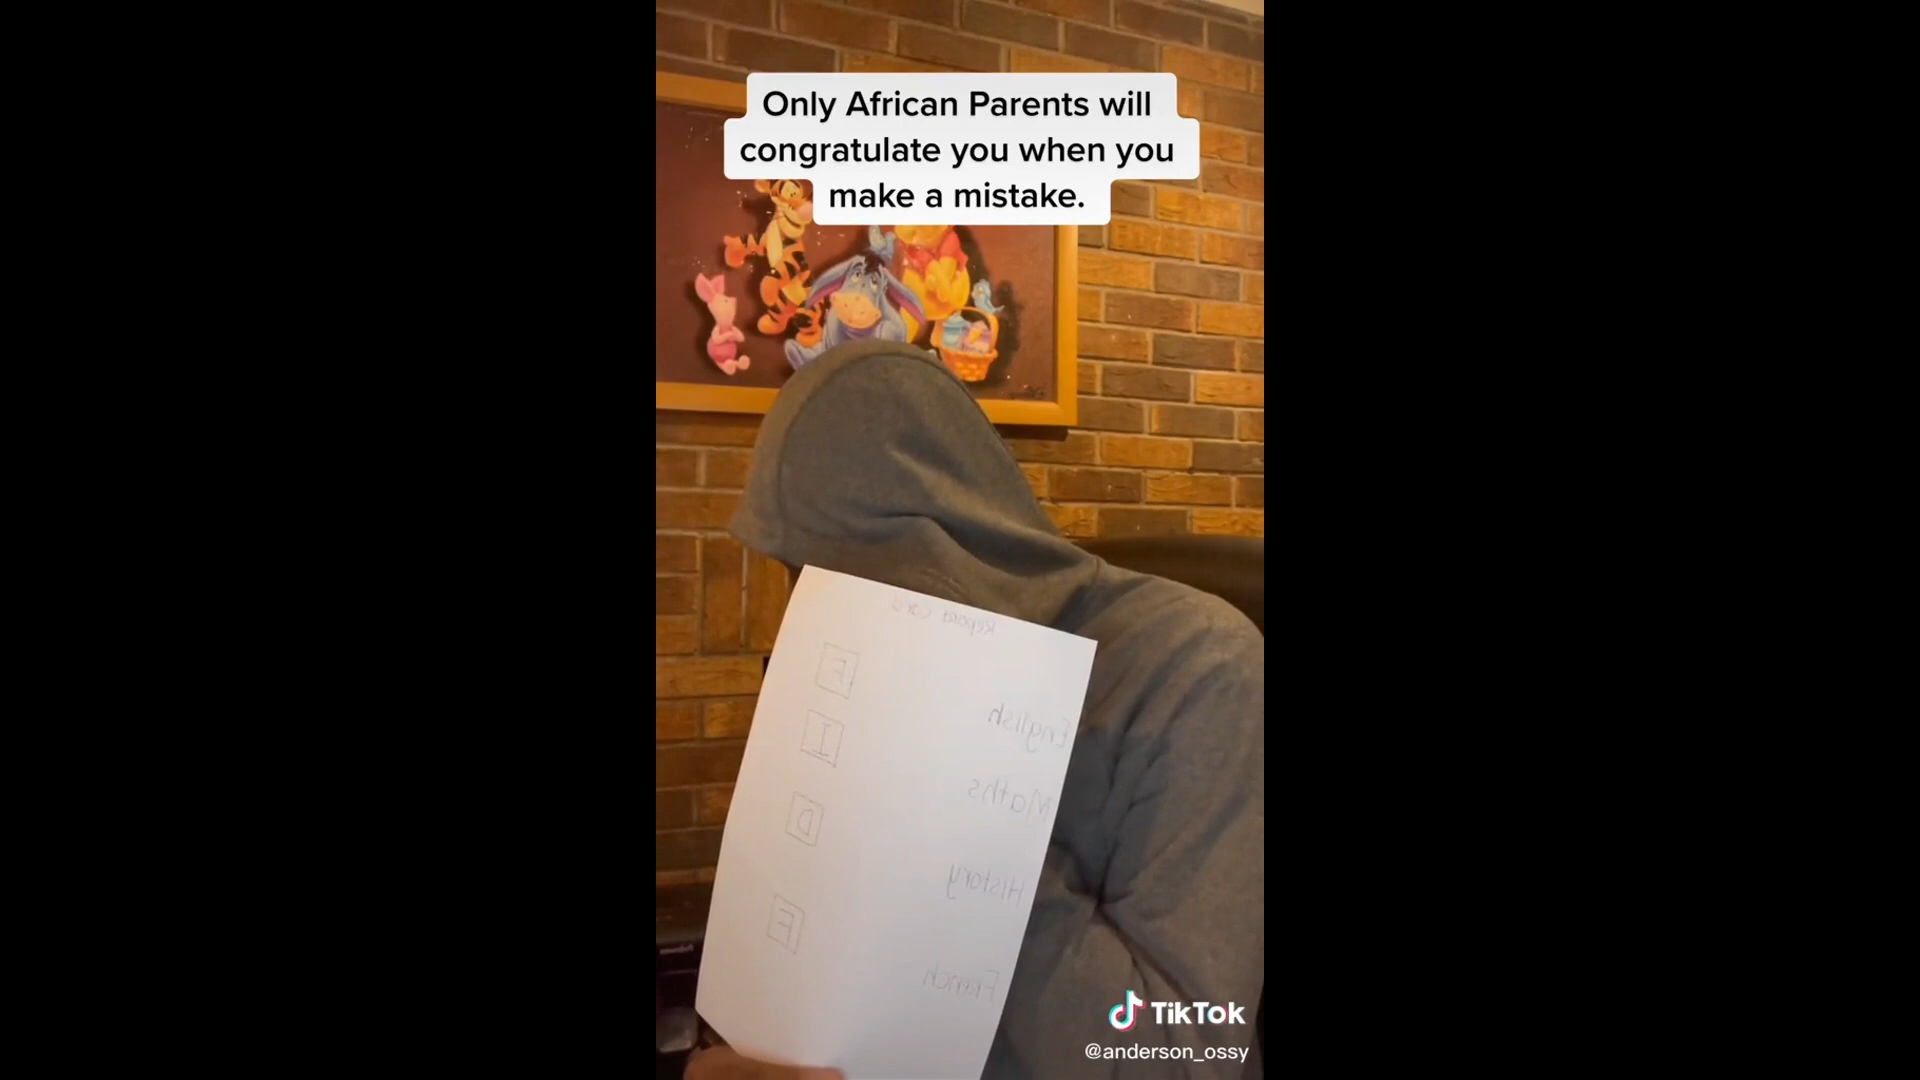 Only African Parents will
congratulate you when you
make a mistake.
Report Card
English F
Maths I
History D
French F
TikTok
@anderson_ossy